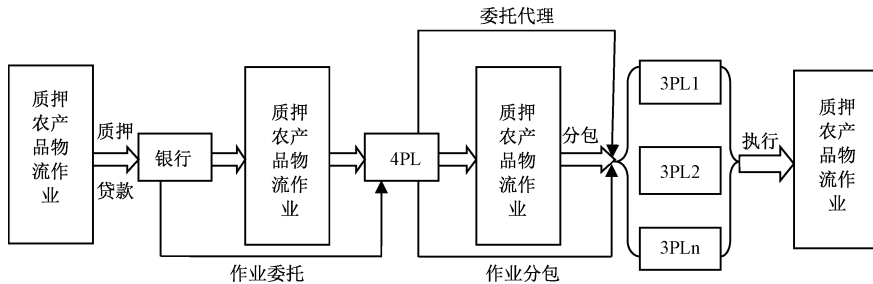 委托代理
质押
农产
品物
流作
业
质押
贷款
银行
质押
农产
品物
流作
业
作业委托
4PL
质押
农产
品物
流作
业
分包
作业分包
3PL1
3PL2
3PLn
执行
质押
农产
品物
流作
业